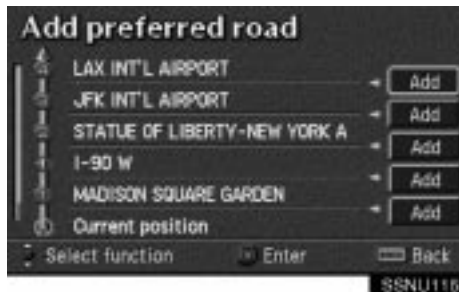 Add preferred road
LAX INT'L AIRPORT
Add
JFK INT'L AIRPORT
Add
STATUE OF LIBERTY-NEW YORK A
Add
I-90 W
Add
MADISON SQUARE GARDEN
Add
Current position
Select function Enter Back
SSNU115